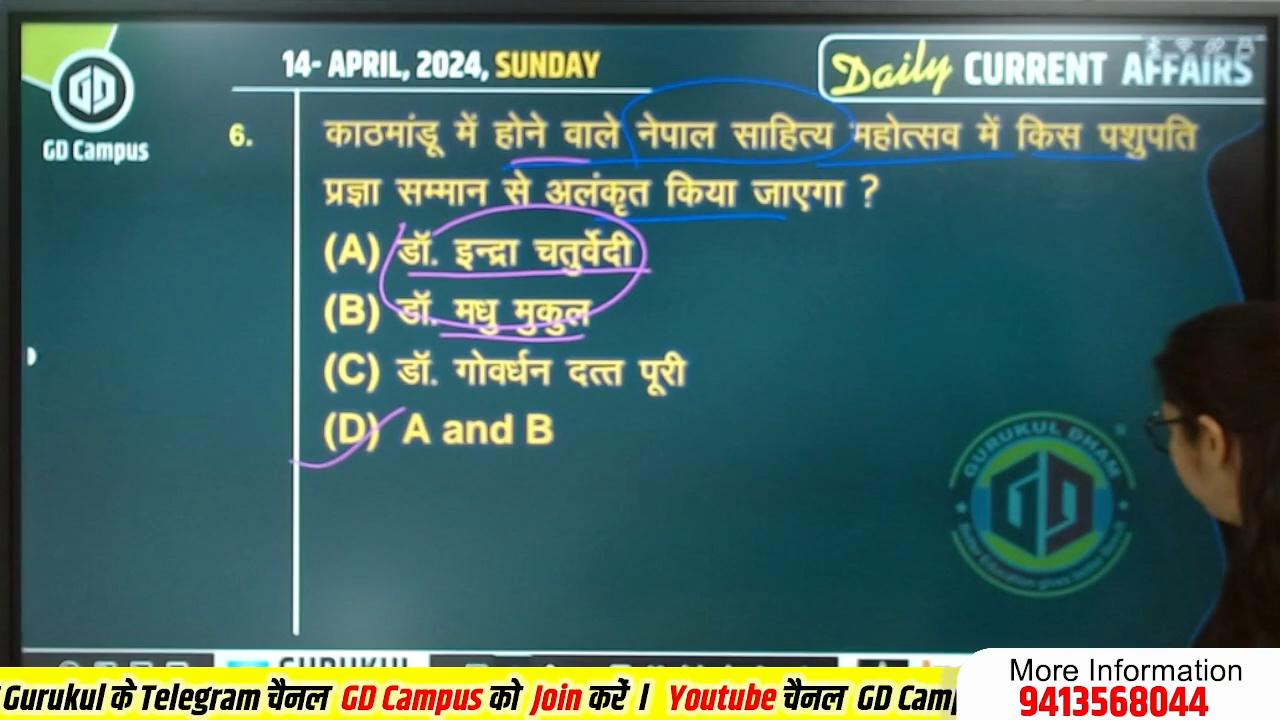 14- APRIL, 2024, SUNDAY
Daily CURRENT AFFAIRS
GD Campus
6. काठमांडू में होने वाले नेपाल साहित्य महोत्सव में किस पशुपति
प्रज्ञा सम्मान से अलंकृत किया जाएगा ?
(A) डॉ. इन्द्रा चतुर्वेदी
(B) डॉ. मधु मुकुल
(C) डॉ. गोवर्धन दत्त पूरी
(D) A and B
GURUKUL DHAM
GURUKUL
Gurukul के Telegram चैनल GD Campus को Join करें । Youtube चैनल GD Camp
More Information
9413568044